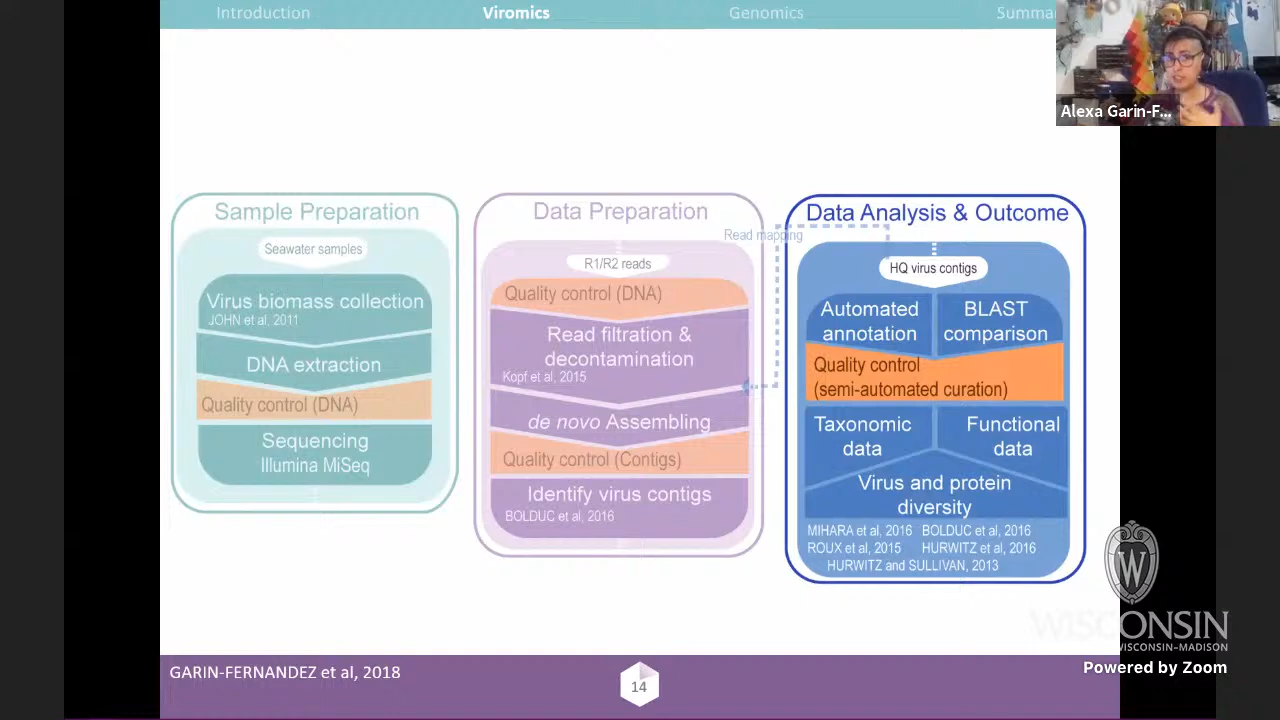 Introduction
Viromics
Genomics
Summa
Alexa Garin-F...
Sample Preparation
Seawater samples
Virus biomass collection
JOHN et al, 2011
DNA extraction
Quality control (DNA)
Sequencing
Illumina MiSeq
Data Preparation
R1/R2 reads
Quality control (DNA)
Read filtration &
decontamination
Kopf et al, 2015
de novo Assembling
Quality control (Contigs)
Identify virus contigs
BOLDUC et al, 2016
Read mapping
Data Analysis & Outcome
HQ virus contigs
Automated
annotation
BLAST
comparison
Quality control
(semi-automated curation)
Taxonomic
data
Functional
data
Virus and protein
diversity
MIHARA et al, 2016 BOLDUC et al, 2016
ROUX et al, 2015 HURWITZ et al, 2016
HURWITZ and SULLIVAN, 2013
W
WISCONSIN
WISCONSIN–MADISON
Powered by Zoom
GARIN-FERNANDEZ et al, 2018
14